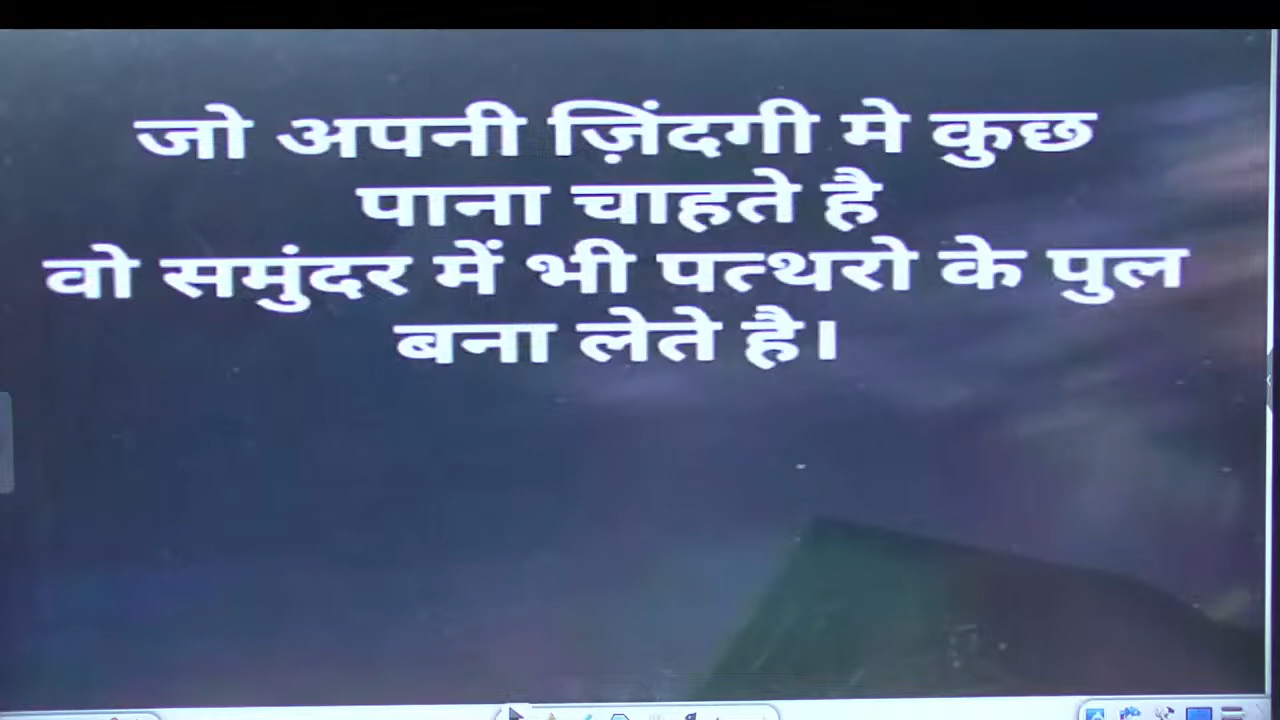 जो अपनी ज़िंदगी मे कुछ
पाना चाहते है
वो समुंदर में भी पत्थरो के पुल
बना लेते है।